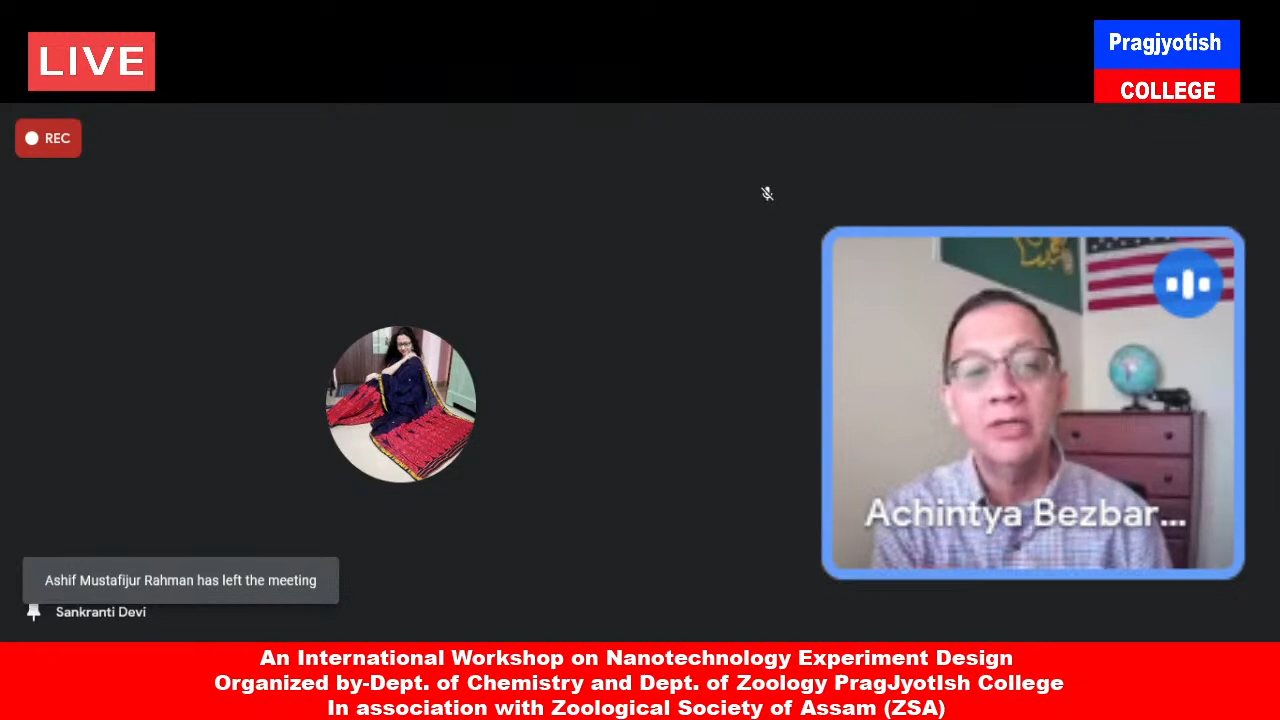 LIVE
Pragjyotish
COLLEGE
REC
Achintya Bezbar...
Ashif Mustafijur Rahman has left the meeting
Sankranti Devi
An International Workshop on Nanotechnology Experiment Design
Organized by-Dept. of Chemistry and Dept. of Zoology PragJyotIsh College
In association with Zoological Society of Assam (ZSA)